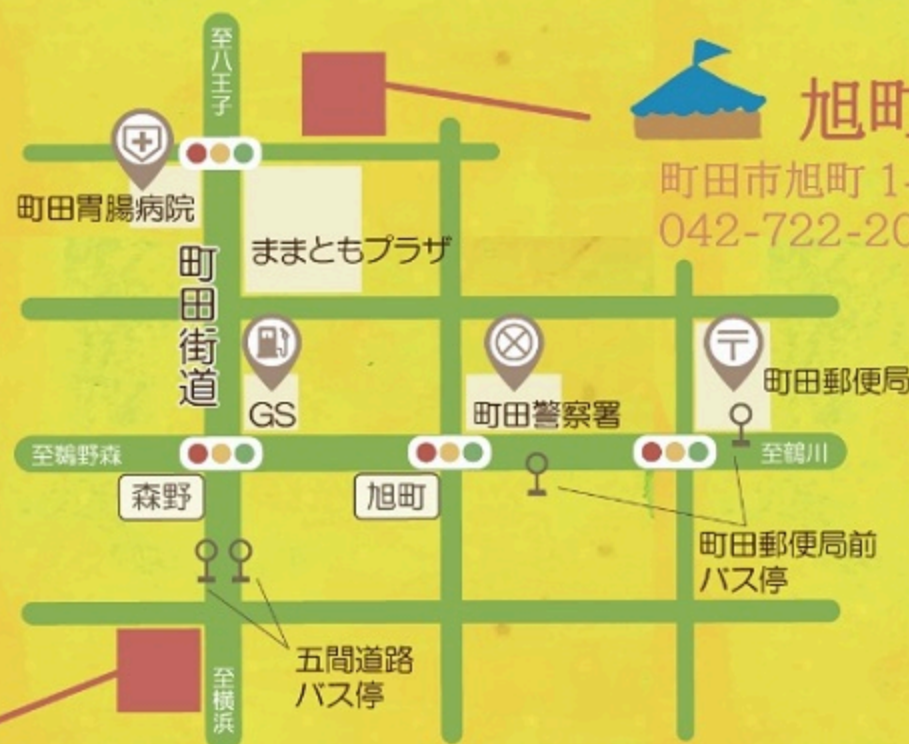 至八王子
旭町
町田市旭町 1-
042-722-20
町田胃腸病院
ままともプラザ
町田街道
GS
町田警察署
町田郵便局
至鵜野森
至鶴川
森野
旭町
町田郵便局前
バス停
五間道路
バス停
至横浜